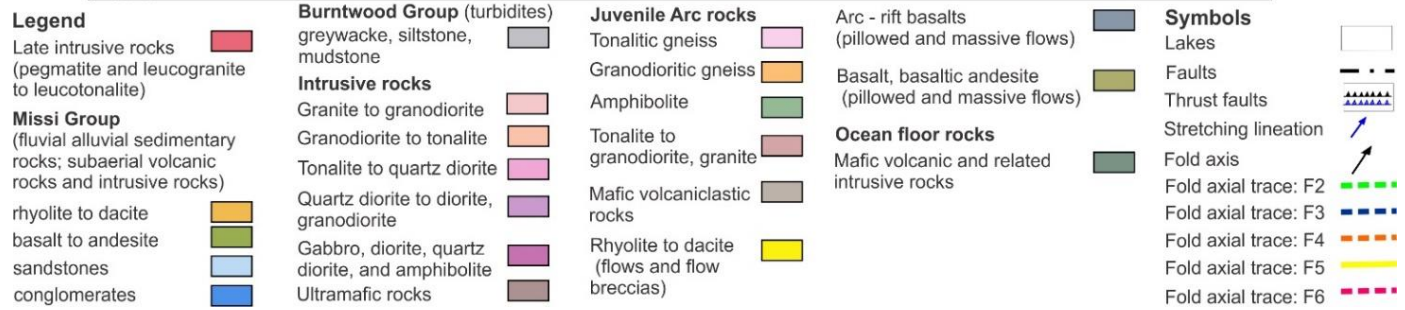 Legend
Late intrusive rocks
(pegmatite and leucogranite
to leucotonalite)
Missi Group
(fluvial alluvial sedimentary
rocks; subaerial volcanic
rocks and intrusive rocks)
rhyolite to dacite
basalt to andesite
sandstones
conglomerates
Burntwood Group (turbidites)
greywacke, siltstone,
mudstone
Intrusive rocks
Granite to granodiorite
Granodiorite to tonalite
Tonalite to quartz diorite
Quartz diorite to diorite,
granodiorite
Gabbro, diorite, quartz
diorite, and amphibolite
Ultramafic rocks
Juvenile Arc rocks
Tonalitic gneiss
Granodioritic gneiss
Amphibolite
Tonalite to
granodiorite, granite
Mafic volcaniclastic
rocks
Rhyolite to dacite
(flows and flow
breccias)
Arc - rift basalts
(pillowed and massive flows)
Basalt, basaltic andesite
(pillowed and massive flows)
Ocean floor rocks
Mafic volcanic and related
intrusive rocks
Symbols
Lakes
Faults
Thrust faults
Stretching lineation
Fold axis
Fold axial trace: F2
Fold axial trace: F3
Fold axial trace: F4
Fold axial trace: F5
Fold axial trace: F6